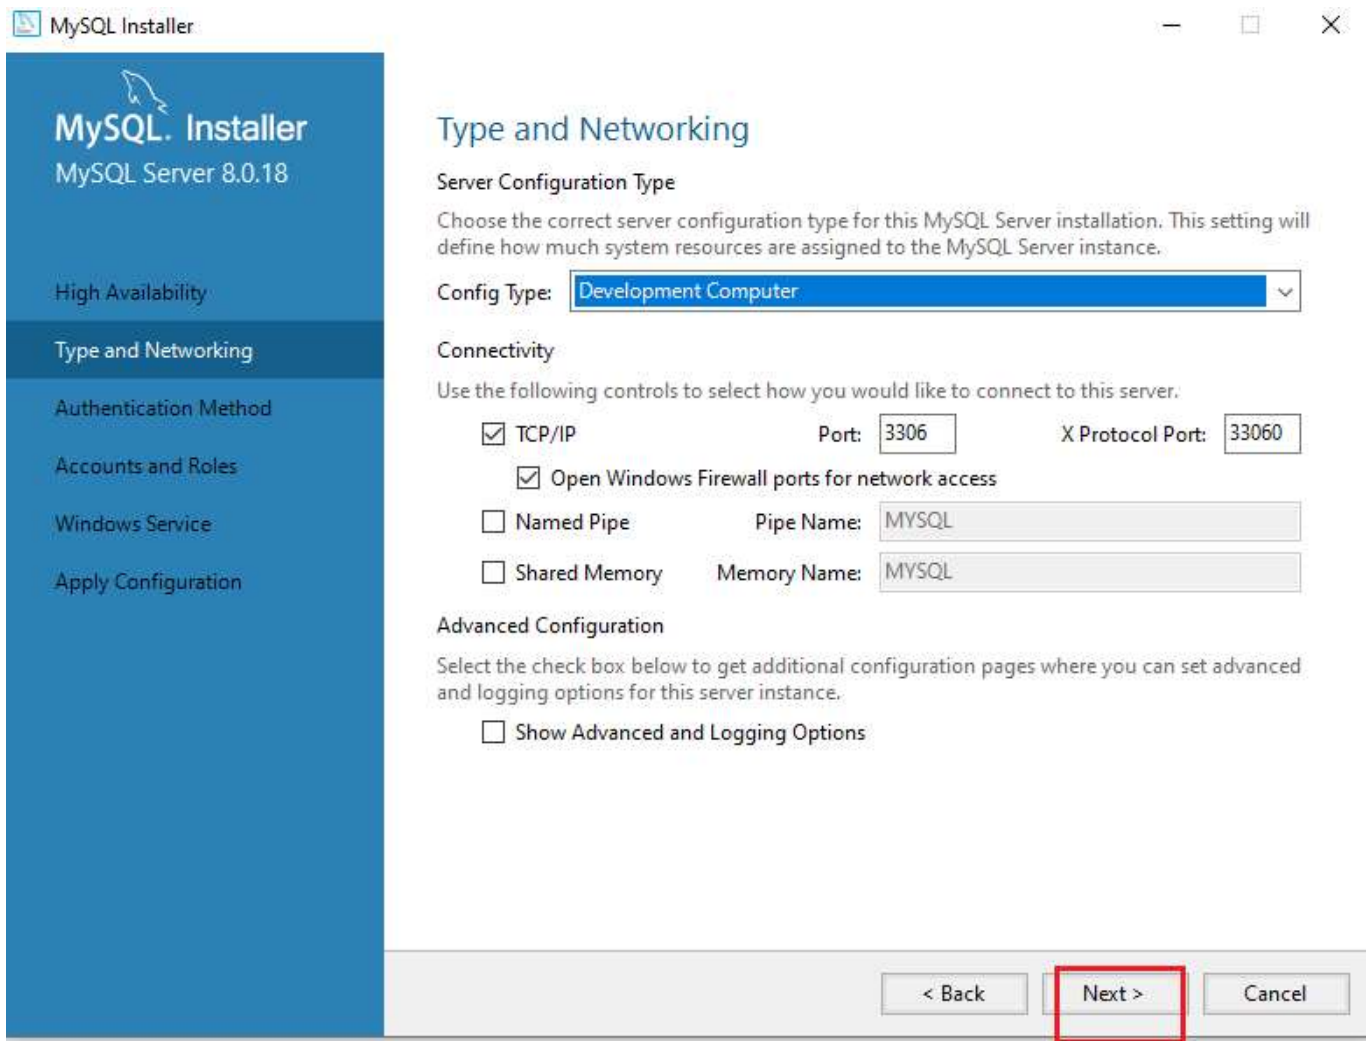 MySQL Installer
MySQL. Installer
MySQL Server 8.0.18
High Availability
Type and Networking
Authentication Method
Accounts and Roles
Windows Service
Apply Configuration
Type and Networking
Server Configuration Type
Choose the correct server configuration type for this MySQL Server installation. This setting will
define how much system resources are assigned to the MySQL Server instance.
Config Type: Development Computer
Connectivity
Use the following controls to select how you would like to connect to this server.
TCP/IP Port: 3306 X Protocol Port: 33060
Open Windows Firewall ports for network access
Named Pipe Pipe Name: MYSQL
Shared Memory Memory Name: MYSQL
Advanced Configuration
Select the check box below to get additional configuration pages where you can set advanced
and logging options for this server instance.
Show Advanced and Logging Options
< Back Next > Cancel